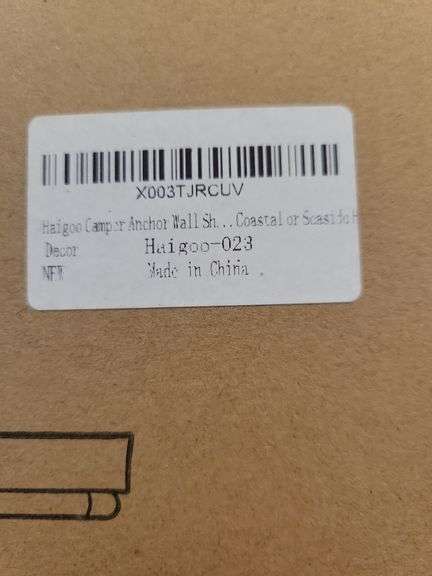 X003TJRCUV
Haigoo Camper Anchor Wall Sh...Coastal or Seaside H
Decor Haigoo-023
NEW Made in China